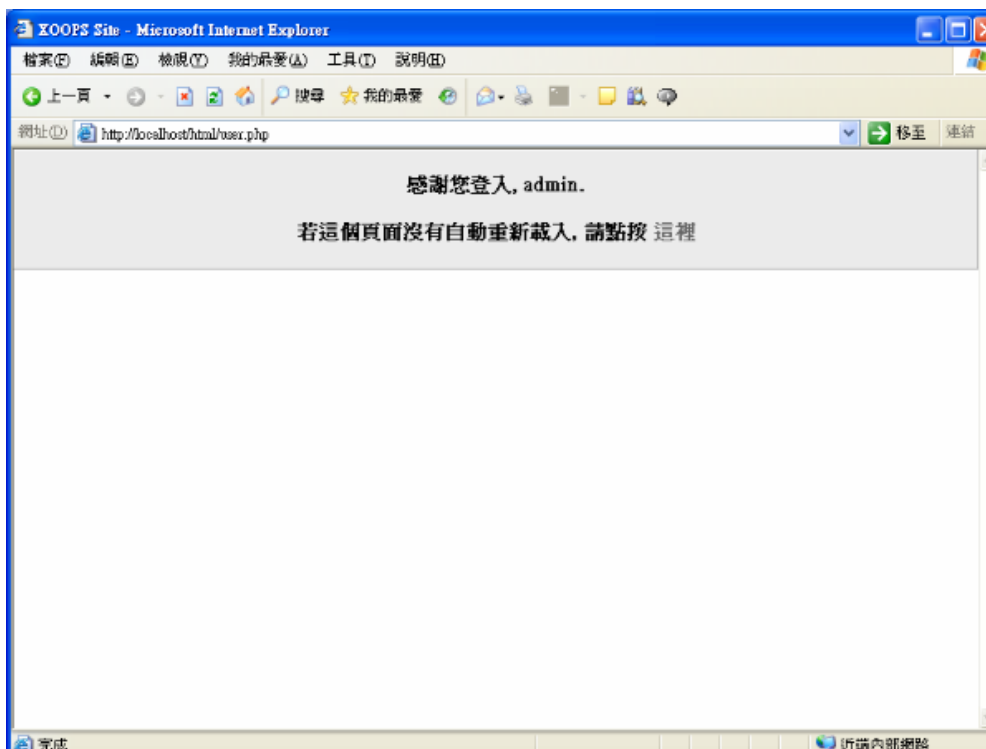 XOOPS Site - Microsoft Internet Explorer
檔案(F) 編輯(E) 檢視(V) 我的最愛(A) 工具(T) 說明(H)
上一頁 搜尋 我的最愛
網址(D) http://localhost/html/user.php 移至 連結
感謝您登入, admin.
若這個頁面沒有自動重新載入, 請點按 這裡
完成 近端內部網路